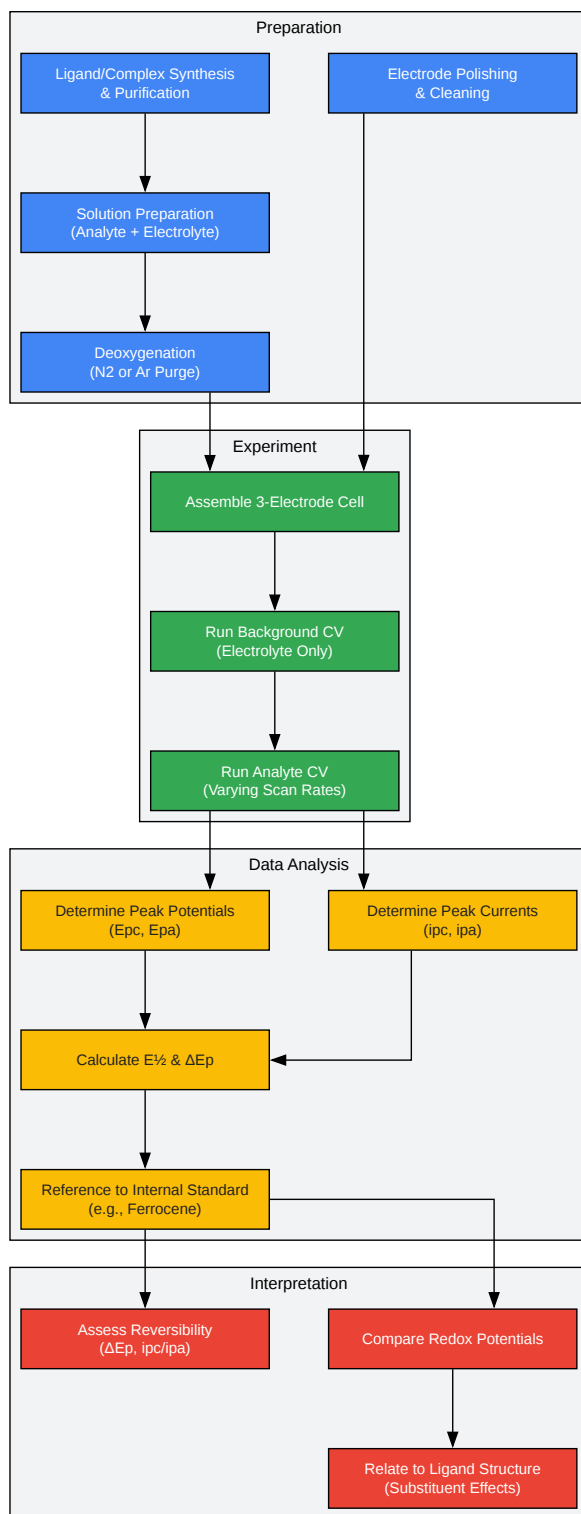 Preparation
Ligand/Complex Synthesis
& Purification
Electrode Polishing
& Cleaning
Solution Preparation
(Analyte + Electrolyte)
Deoxygenation
(N2 or Ar Purge)
Experiment
Assemble 3-Electrode Cell
Run Background CV
(Electrolyte Only)
Run Analyte CV
(Varying Scan Rates)
Data Analysis
Determine Peak Potentials
(Epc, Epa)
Determine Peak Currents
(ipc, ipa)
Calculate E½ & ΔEp
Reference to Internal Standard
(e.g., Ferrocene)
Interpretation
Assess Reversibility
(ΔEp, ipc/ipa)
Compare Redox Potentials
Relate to Ligand Structure
(Substituent Effects)